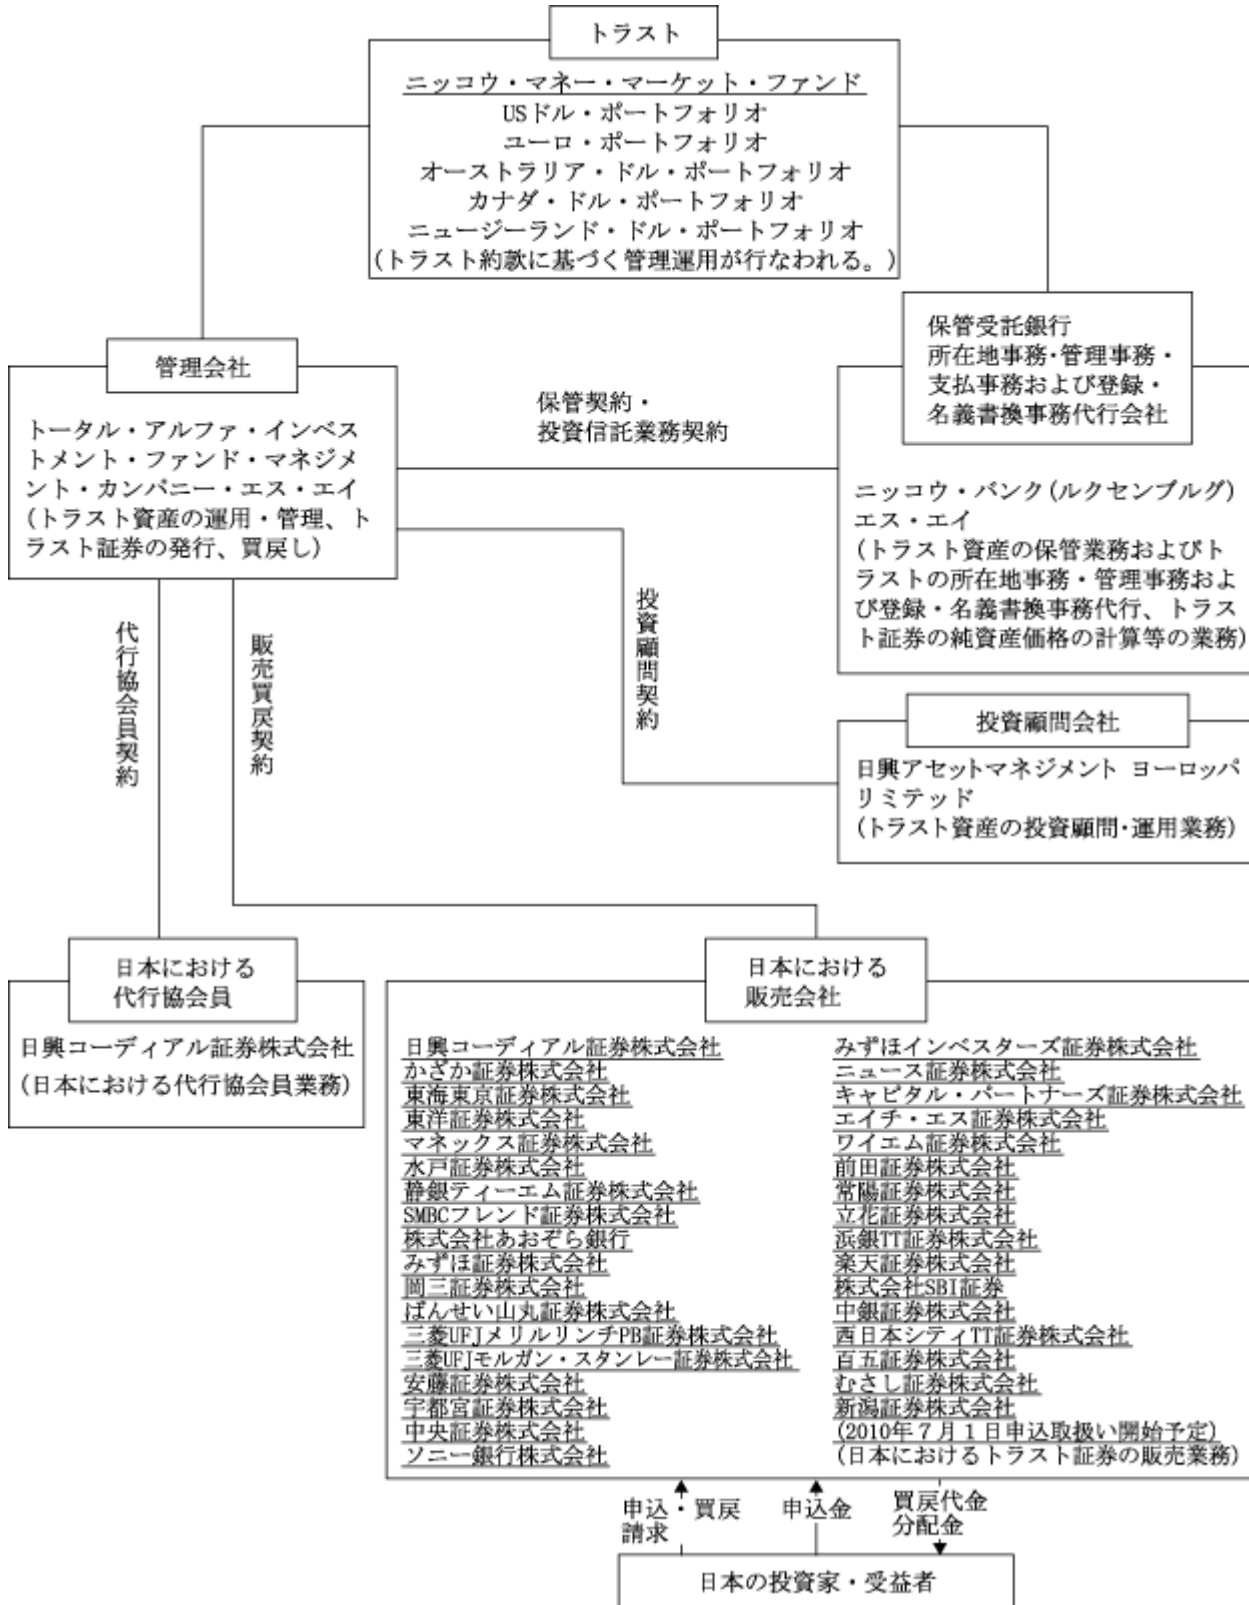 トラスト
ニッコウ・マネー・マーケット・ファンド
USドル・ポートフォリオ
ユーロ・ポートフォリオ
オーストラリア・ドル・ポートフォリオ
カナダ・ドル・ポートフォリオ
ニュージーランド・ドル・ポートフォリオ
(トラスト約款に基づく管理運用が行なわれる。)
管理会社
トータル・アルファ・インベス
トメント・ファンド・マネジメ
ント・カンパニー・エス・エイ
(トラスト資産の運用・管理、ト
ラスト証券の発行、買戻し)
保管契約・
投資信託業務契約
保管受託銀行
所在地事務・管理事務・
支払事務および登録・
名義書換事務代行会社
ニッコウ・バンク(ルクセンブルグ)
エス・エイ
(トラスト資産の保管業務およびト
ラストの所在地事務・管理事務およ
び登録・名義書換事務代行、トラス
ト証券の純資産価格の計算等の業務)
代行協会員契約
販売買戻契約
投資顧問契約
投資顧問会社
日興アセットマネジメント ヨーロッパ
リミテッド
(トラスト資産の投資顧問・運用業務)
日本における
代行協会員
日興コーディアル証券株式会社
(日本における代行協会員業務)
日本における
販売会社
日興コーディアル証券株式会社
かざか証券株式会社
東海東京証券株式会社
東洋証券株式会社
マネックス証券株式会社
水戸証券株式会社
静銀ティーエム証券株式会社
SMBCフレンド証券株式会社
株式会社あおぞら銀行
みずほ証券株式会社
岡三証券株式会社
ばんせい山丸証券株式会社
三菱UFJメリルリンチPB証券株式会社
三菱UFJモルガン・スタンレー証券株式会社
安藤証券株式会社
宇都宮証券株式会社
中央証券株式会社
ソニー銀行株式会社
みずほインベスターズ証券株式会社
ニュース証券株式会社
キャピタル・パートナーズ証券株式会社
エイチ・エス証券株式会社
ワイエム証券株式会社
前田証券株式会社
常陽証券株式会社
立花証券株式会社
浜銀TT証券株式会社
楽天証券株式会社
株式会社SBI証券
中銀証券株式会社
西日本シティTT証券株式会社
百五証券株式会社
むさし証券株式会社
新潟証券株式会社
(2010年7月1日申込取扱い開始予定)
(日本におけるトラスト証券の販売業務)
申込・買戻
請求
申込金
買戻代金
分配金
日本の投資家・受益者